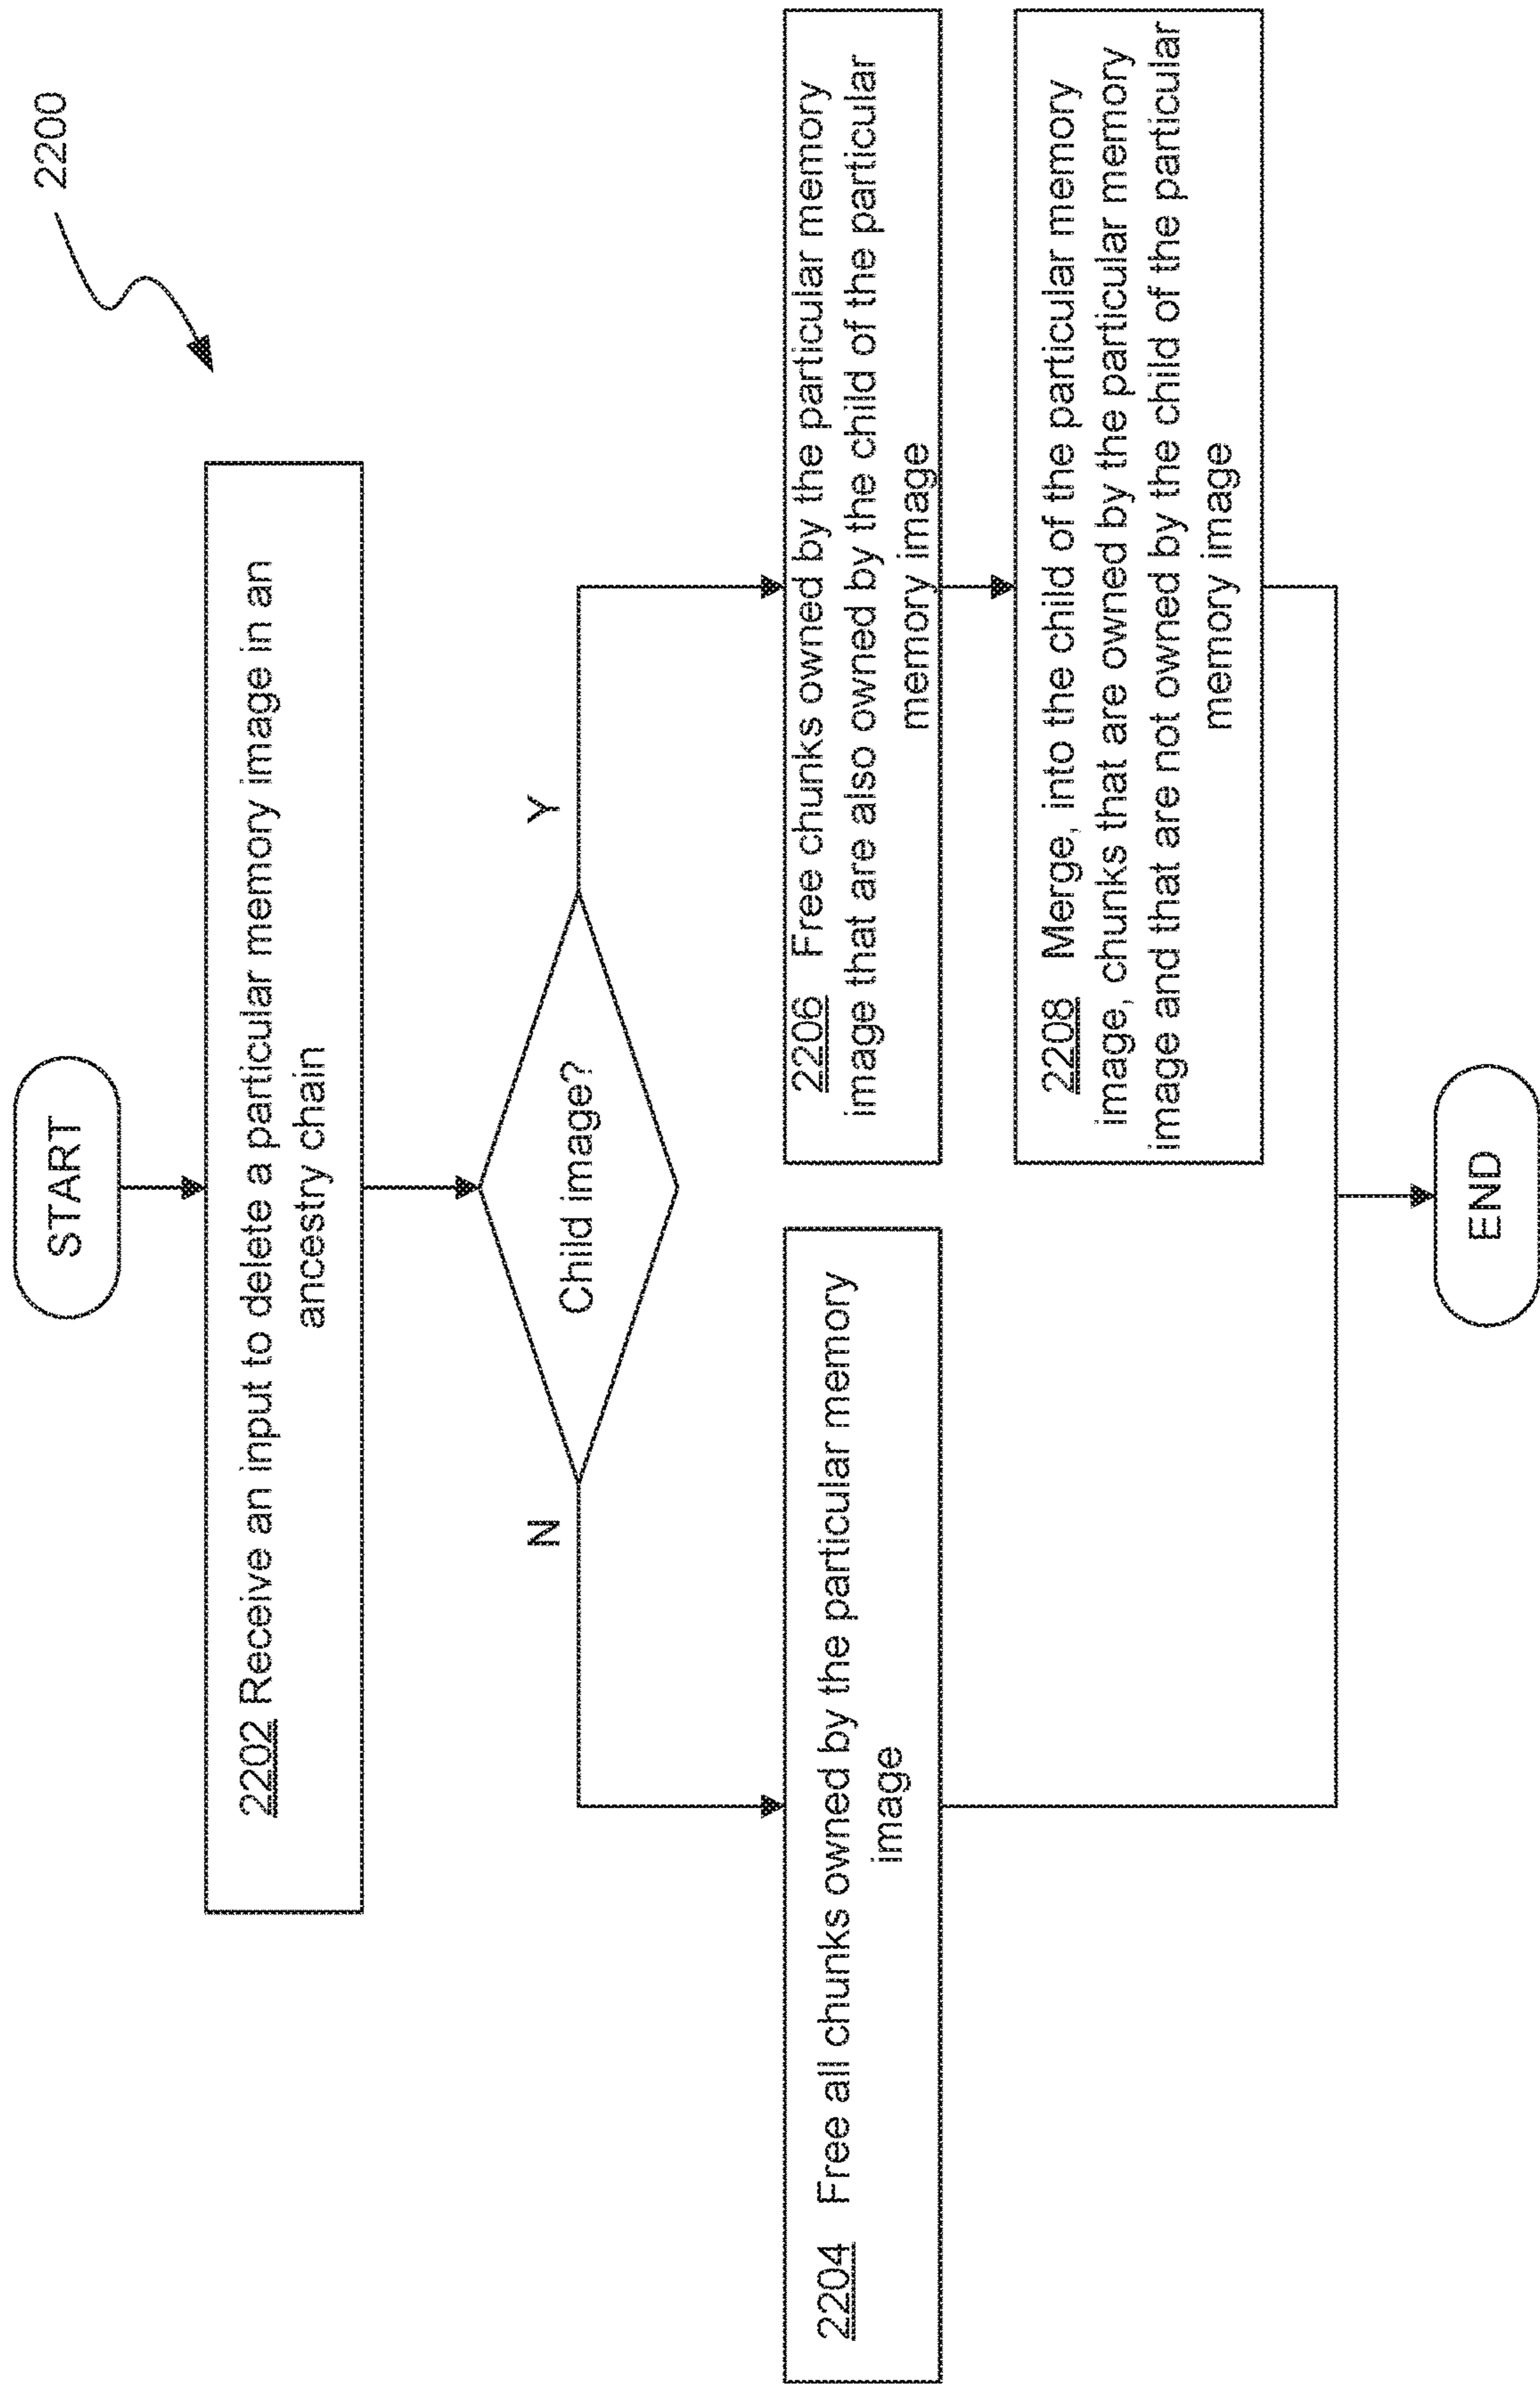 2200
START
2202 Receive an input to delete a particular memory image in an
ancestry chain
Child image?
N
Y
2204 Free all chunks owned by the particular memory
image
2206 Free chunks owned by the particular memory
image that are also owned by the child of the particular
memory image
2208 Merge, into the child of the particular memory
image, chunks that are owned by the particular memory
image and that are not owned by the child of the particular
memory image
END